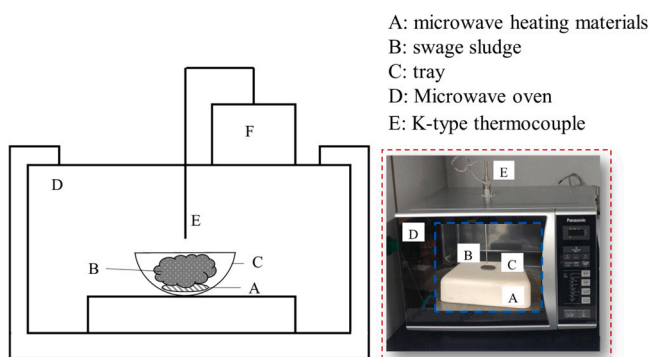 A: microwave heating materials
B: swage sludge
C: tray
D: Microwave oven
E: K-type thermocouple
F
D
E
B
C
A
E
Panasonic
D
B
C
A